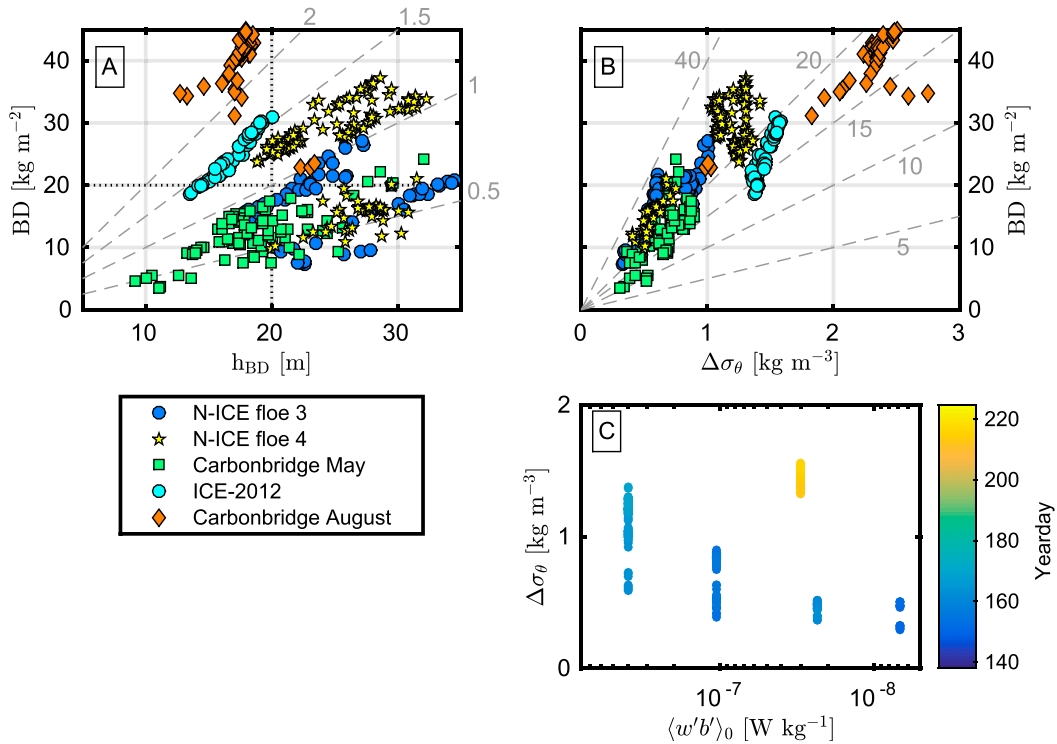 2 1.5
A
40
30
20
10
0
BD [kg m⁻²]
1
0.5
10 20 30
h_BD [m]
B
40 20
15
10
5
40
30
20
10
0
BD [kg m⁻²]
0 1 2 3
Δσ_θ [kg m⁻³]
N-ICE floe 3
N-ICE floe 4
Carbonbridge May
ICE-2012
Carbonbridge August
C
2
1
0
Δσ_θ [kg m⁻³]
10⁻⁷ 10⁻⁸
⟨w′b′⟩₀ [W kg⁻¹]
220
200
180
160
140
Yearday